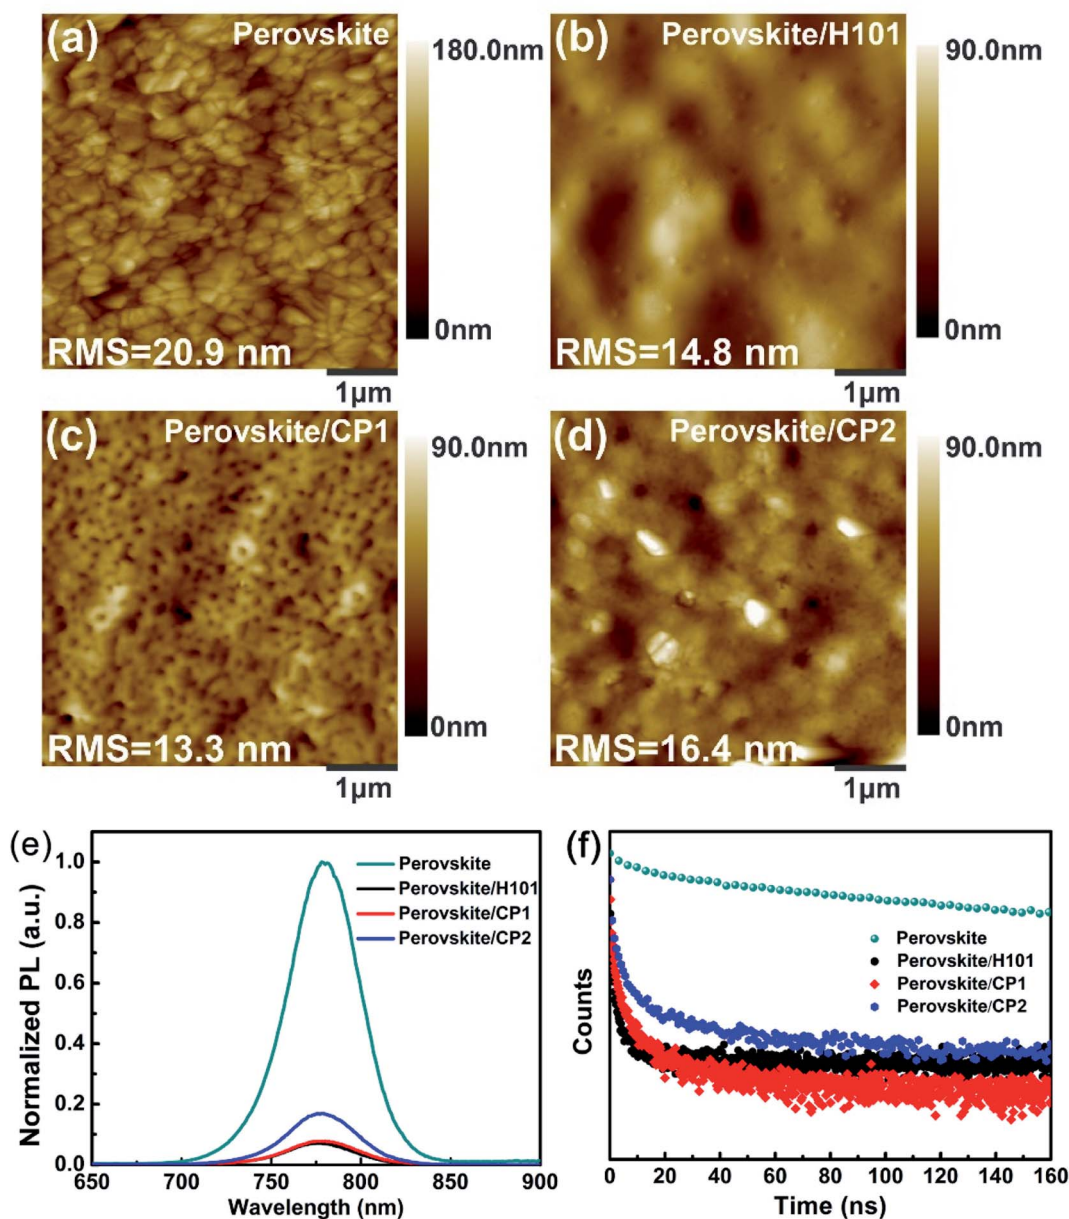 (a) Perovskite
180.0nm
0nm
RMS=20.9 nm
1μm
(b) Perovskite/H101
90.0nm
0nm
RMS=14.8 nm
1μm
(c) Perovskite/CP1
90.0nm
0nm
RMS=13.3 nm
1μm
(d) Perovskite/CP2
90.0nm
0nm
RMS=16.4 nm
1μm
(e)
Normalized PL (a.u.)
1.0
0.8
0.6
0.4
0.2
0.0
Perovskite
Perovskite/H101
Perovskite/CP1
Perovskite/CP2
650 700 750 800 850 900
Wavelength (nm)
(f)
Counts
Perovskite
Perovskite/H101
Perovskite/CP1
Perovskite/CP2
0 20 40 60 80 100 120 140 160
Time (ns)